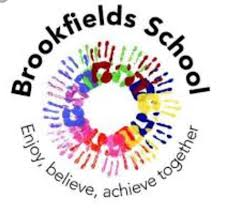 Brookfields School
Enjoy, believe, achieve together